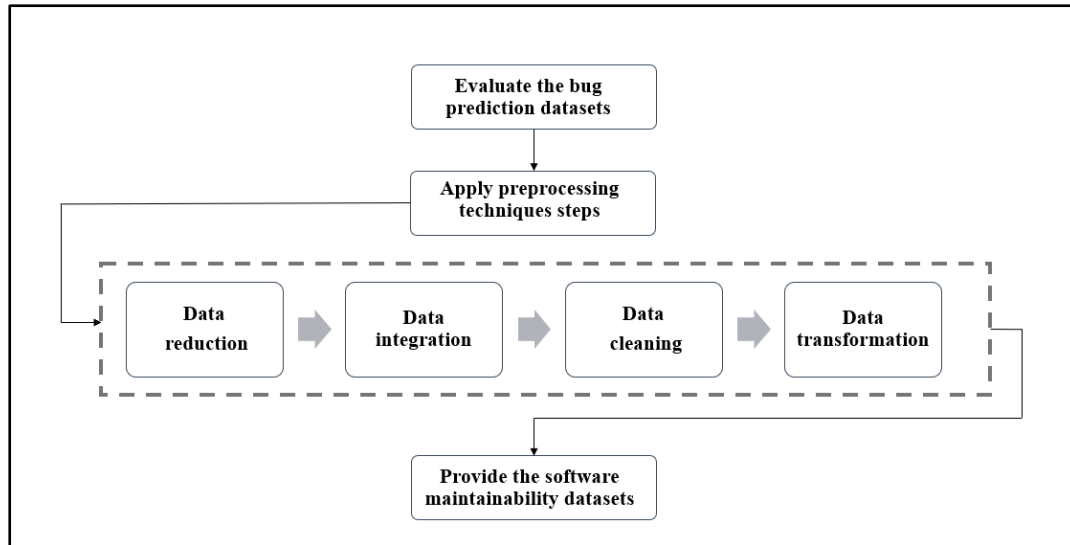 Evaluate the bug
prediction datasets
Apply preprocessing
techniques steps
Data
reduction
Data
integration
Data
cleaning
Data
transformation
Provide the software
maintainability datasets